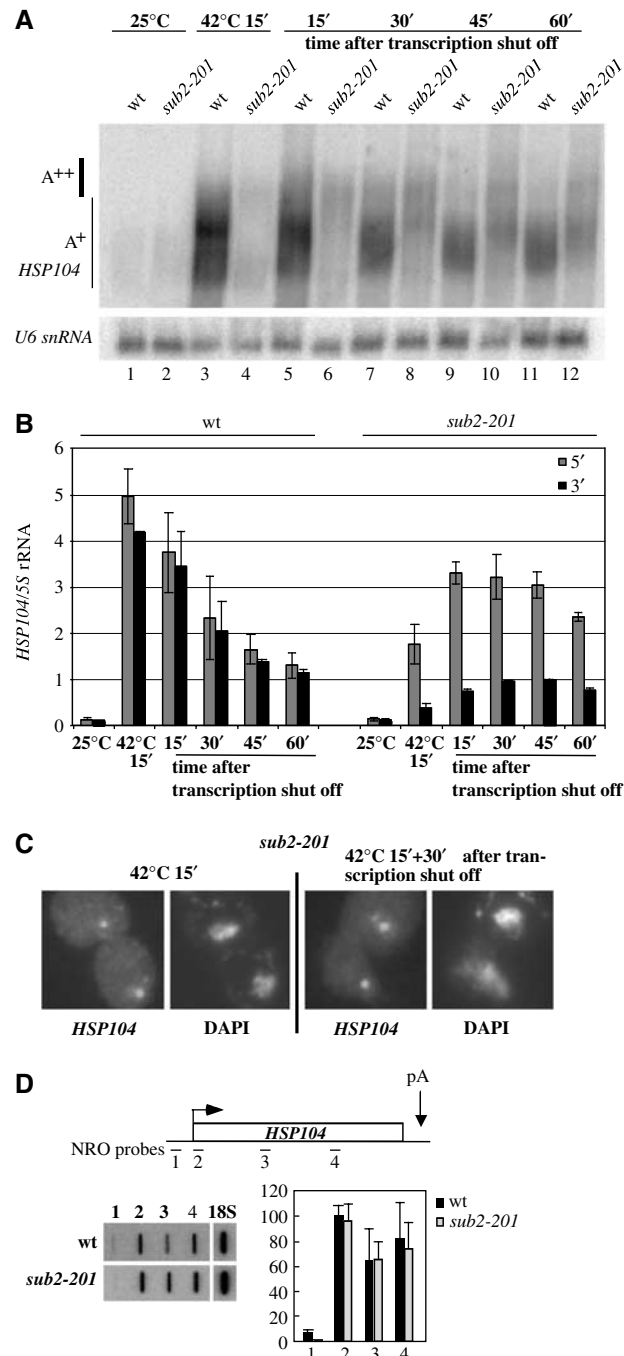 A
25°C 42°C 15′ 15′ 30′ 45′ 60′
time after transcription shut off
wt sub2-201 wt sub2-201 wt sub2-201 wt sub2-201 wt sub2-201 wt sub2-201
A++
A+
HSP104
U6 snRNA
1 2 3 4 5 6 7 8 9 10 11 12
B
wt sub2-201
6
5
4
3
2
1
0
HSP104/5S rRNA
5′
3′
25°C 42°C 15′ 15′ 30′ 45′ 60′ 25°C 42°C 15′ 15′ 30′ 45′ 60′
time after transcription shut off
time after transcription shut off
C
sub2-201
42°C 15′
42°C 15′+30′ after tran-
scription shut off
HSP104 DAPI HSP104 DAPI
D
pA
HSP104
NRO probes
1 2 3 4
1 2 3 4 18S
wt
sub2-201
120
100
80
60
40
20
0
wt
sub2-201
1 2 3 4